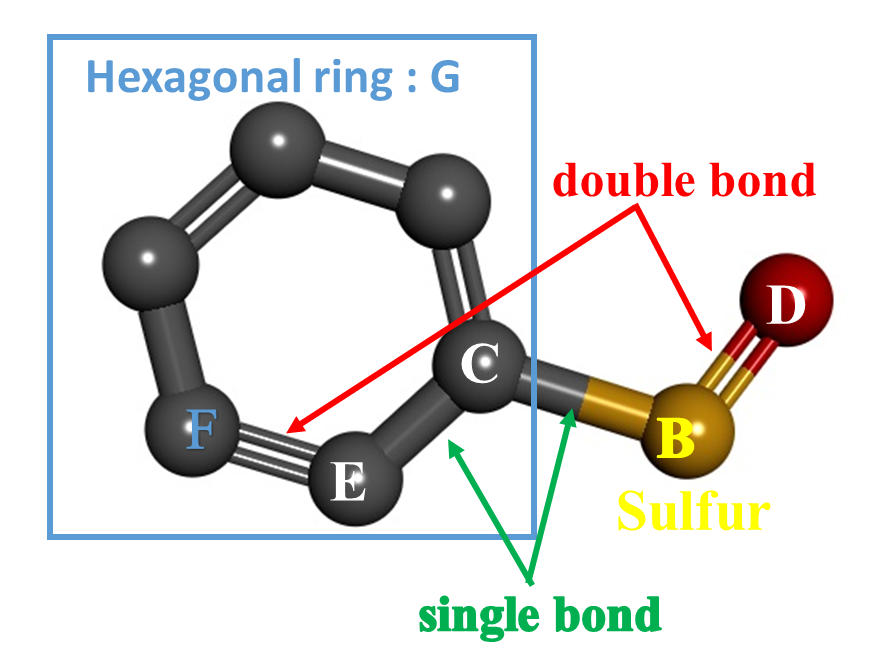 Hexagonal ring : G
double bond
D
C
B
F
E
Sulfur
single bond